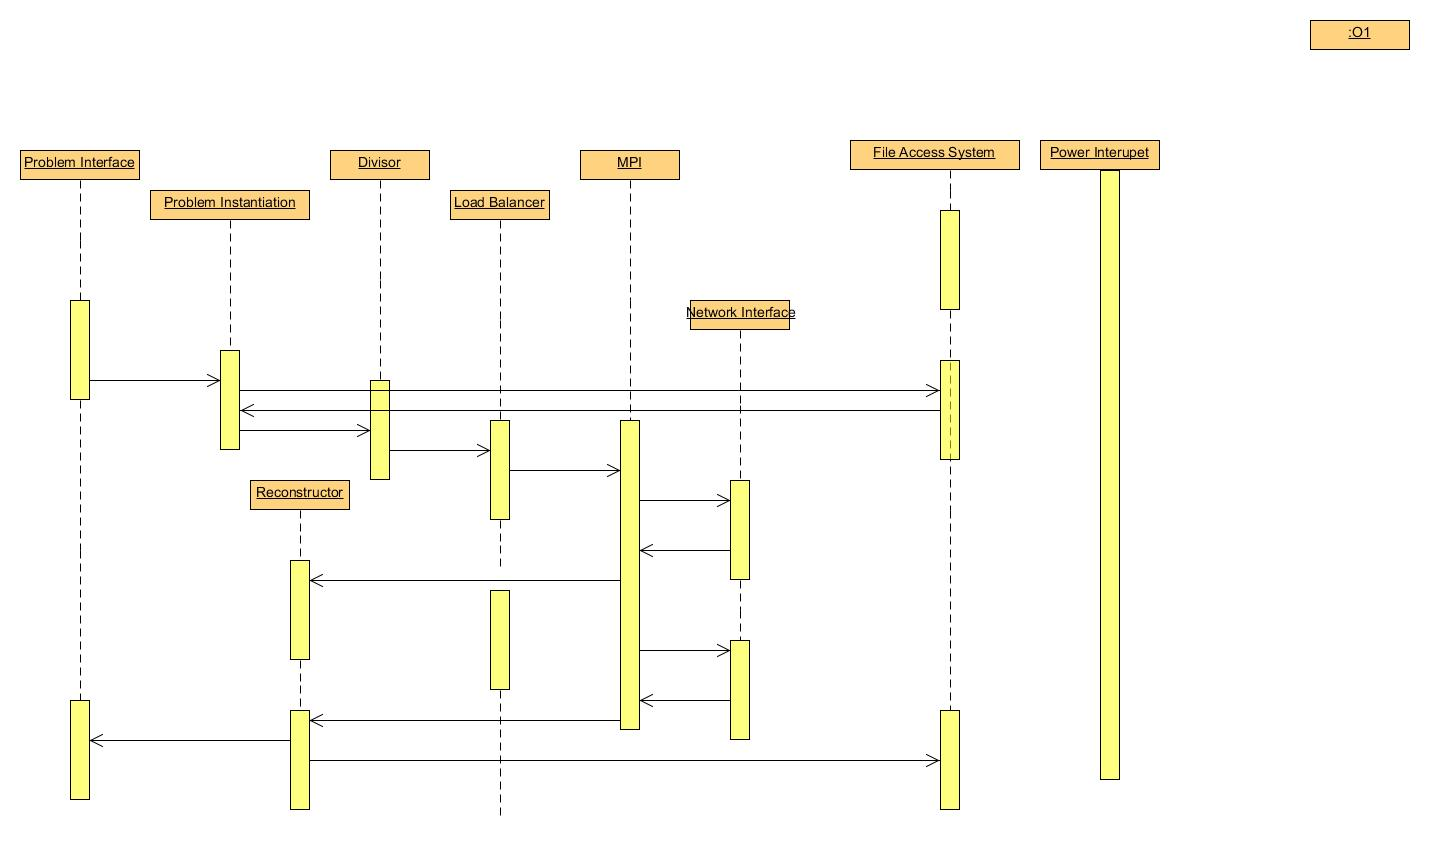 :O1
File Access System
Power Interupet
Problem Interface
Divisor
MPI
Problem Instantiation
Load Balancer
Network Interface
Reconstructor